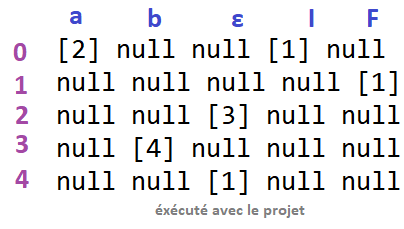 a b ε I F
0 [2] null null [1] null
1 null null null null [1]
2 null null [3] null null
3 null [4] null null null
4 null null [1] null null
éxécuté avec le projet